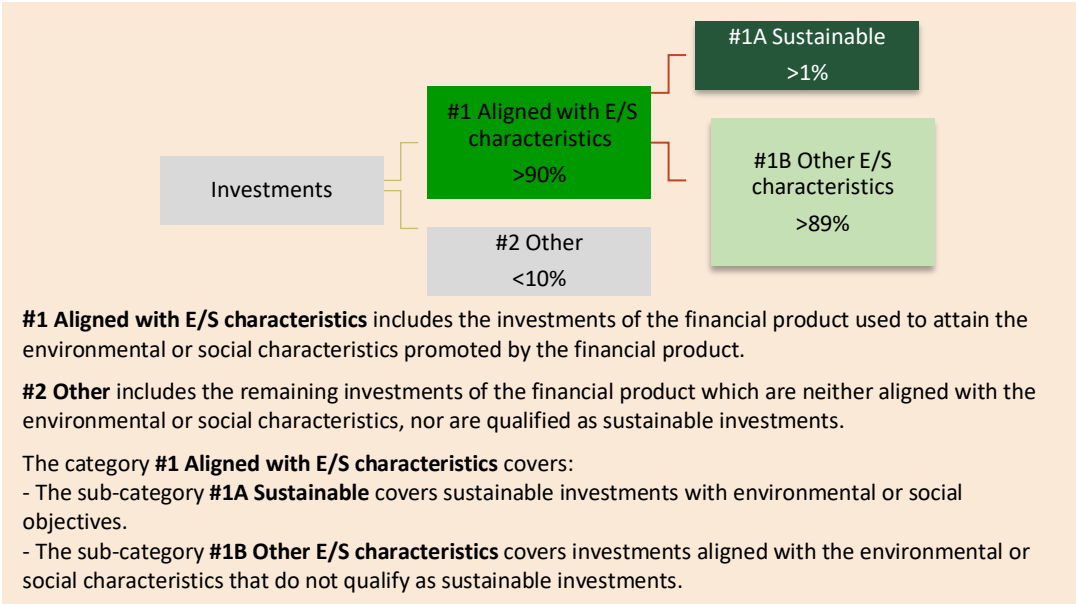 #1A Sustainable
>1%
#1 Aligned with E/S
characteristics
>90%
#1B Other E/S
characteristics
>89%
Investments
#2 Other
<10%
#1 Aligned with E/S characteristics includes the investments of the financial product used to attain the
environmental or social characteristics promoted by the financial product.
#2 Other includes the remaining investments of the financial product which are neither aligned with the
environmental or social characteristics, nor are qualified as sustainable investments.
The category #1 Aligned with E/S characteristics covers:
- The sub-category #1A Sustainable covers sustainable investments with environmental or social
objectives.
- The sub-category #1B Other E/S characteristics covers investments aligned with the environmental or
social characteristics that do not qualify as sustainable investments.